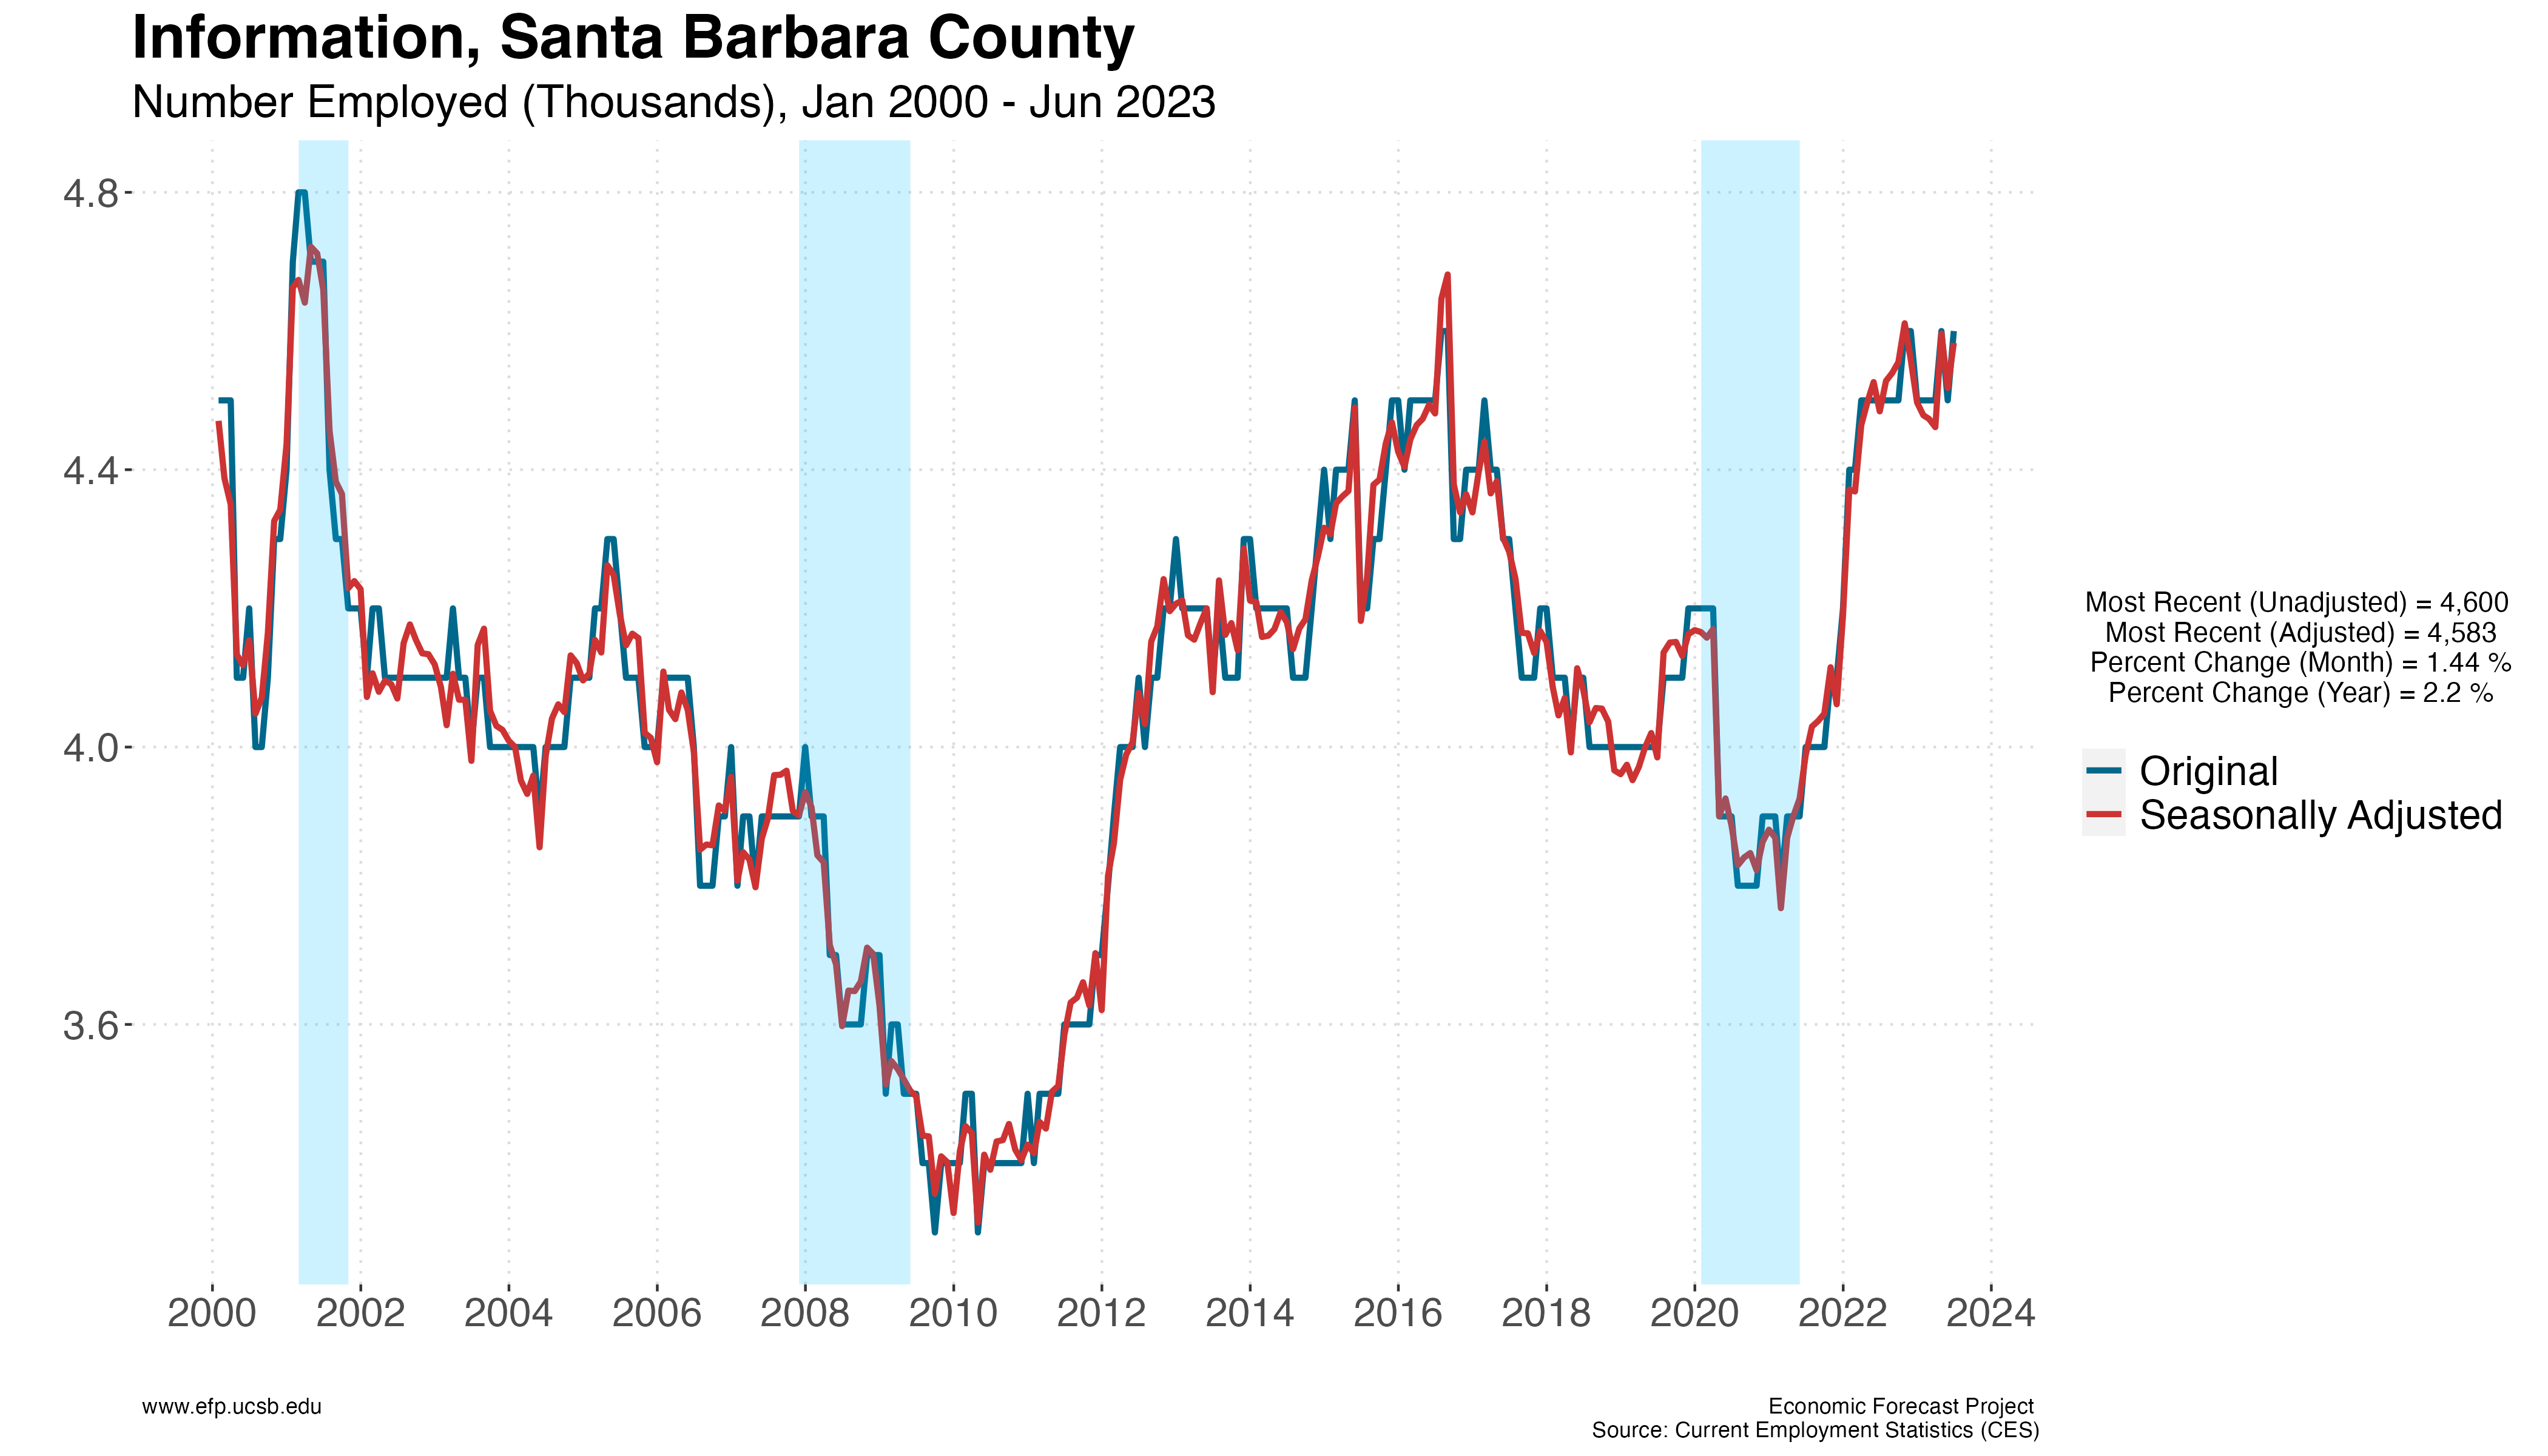 Information, Santa Barbara County
Number Employed (Thousands), Jan 2000 - Jun 2023
4.8
4.4
4.0
3.6
2000 2002 2004 2006 2008 2010 2012 2014 2016 2018 2020 2022 2024
Most Recent (Unadjusted) = 4,600
Most Recent (Adjusted) = 4,583
Percent Change (Month) = 1.44 %
Percent Change (Year) = 2.2 %
Original
Seasonally Adjusted
www.efp.ucsb.edu
Economic Forecast Project
Source: Current Employment Statistics (CES)